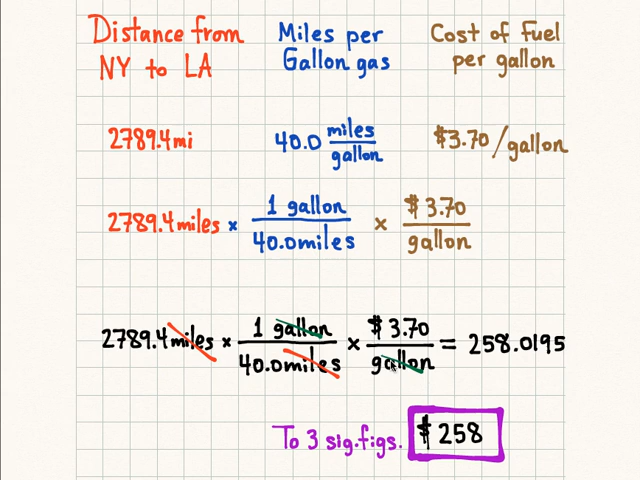 Distance from Miles per Cost of Fuel
NY to LA Gallon gas per gallon
2789.4mi 40.0 miles/gallon $3.70/gallon
2789.4miles × 1 gallon/40.0miles × $3.70/gallon
2789.4miles × 1 gallon/40.0miles × $3.70/gallon = 258.0195
To 3 sig.figs. $258